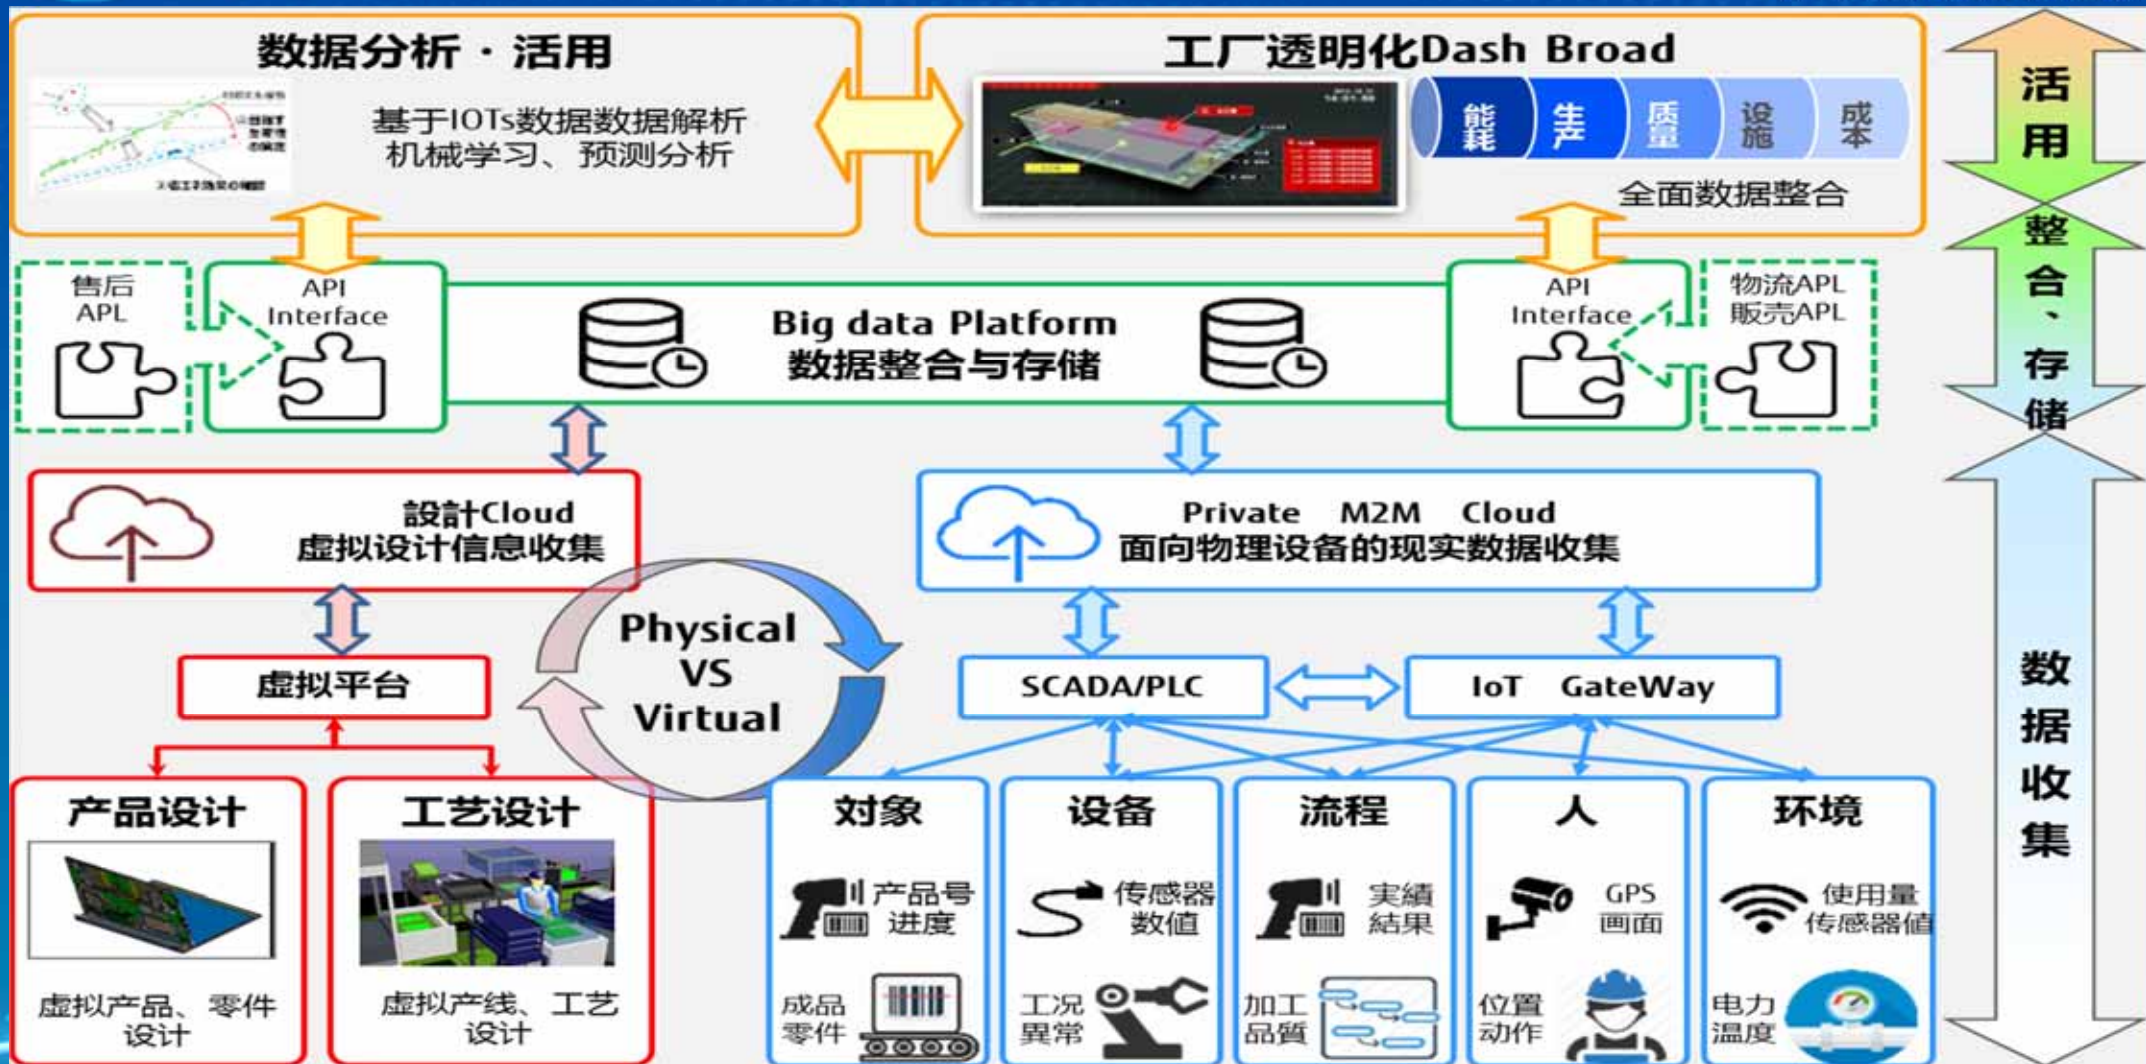 数据分析·活用
基于IOTs数据数据解析
机械学习、预测分析
工厂透明化Dash Broad
能耗
生产
质量
设施
成本
全面数据整合
活用
售后
APL
API
Interface
Big data Platform
数据整合与存储
API
Interface
物流APL
販売APL
整合、存储
設計Cloud
虚拟设计信息收集
Private M2M Cloud
面向物理设备的现实数据收集
Physical
VS
Virtual
虚拟平台
SCADA/PLC
IoT GateWay
数据收集
产品设计
虚拟产品、零件
设计
工艺设计
虚拟产线、工艺
设计
対象
产品号
进度
成品
零件
设备
传感器
数値
工况
異常
流程
実績
結果
加工
品質
人
GPS
画面
位置
动作
环境
使用量
传感器値
电力
温度